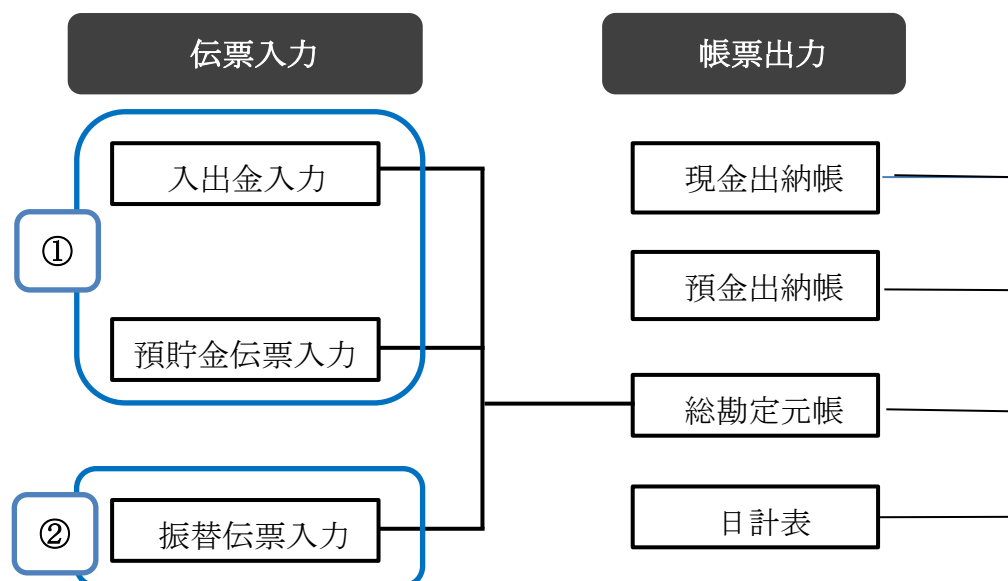 伝票入力
帳票出力
入出金入力
現金出納帳
①
預金出納帳
預貯金伝票入力
総勘定元帳
②
振替伝票入力
日計表